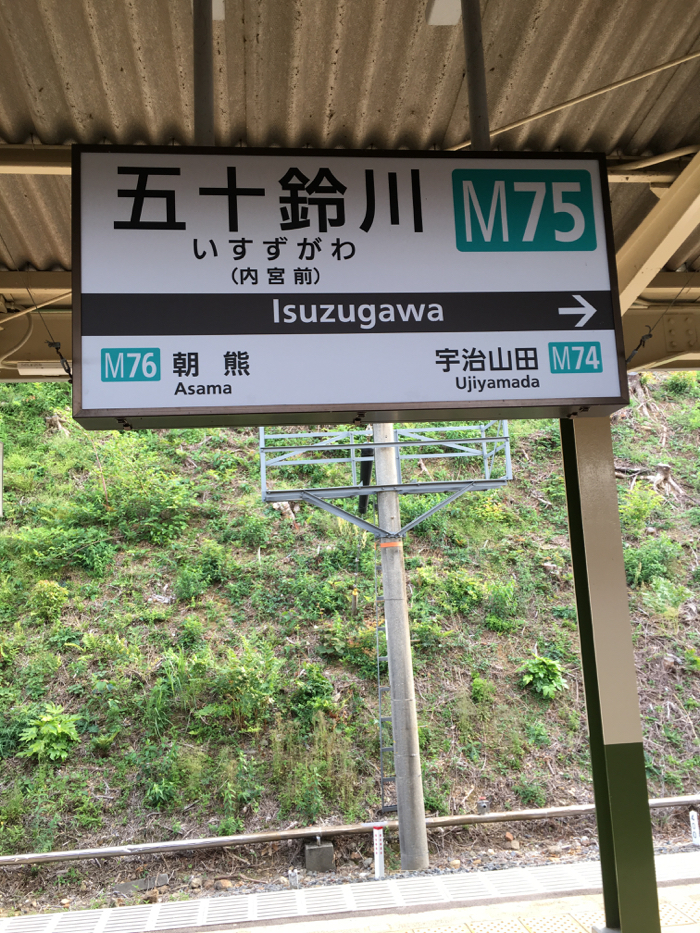 五十鈴川 M75
いすずがわ
(内宮前)
Isuzugawa →
M76 朝熊 宇治山田 M74
Asama Ujiyamada